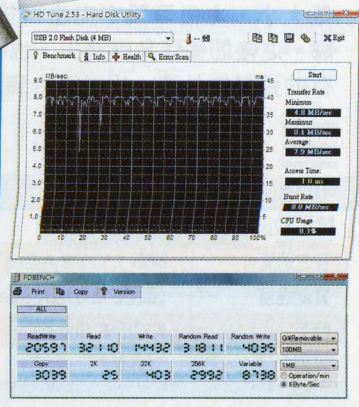 HD Tune 2.53 - Hard Disk Utility
USB 2.0 Flash Disk (4 MB)
Exit
Benchmark Info Health Error Scan
Start
MB/sec ms
9.0 45
8.0 40
7.0 35
6.0 30
5.0 25
4.0 20
3.0 15
2.0 10
1.0 5
0 10 20 30 40 50 60 70 80 90 100%
Transfer Rate
Minimum
4.8 MB/sec
Maximum
8.1 MB/sec
Average:
7.9 MB/sec
Access Time:
1.0 ms
Burst Rate
8.0 MB/sec
CPU Usage
0.3%
FDBENCH
Print Copy ? Version
ALL
ReadWrite Read Write Random Read Random Write
20597 32110 14432 31811 4035
G:¥Removable
100MB
Copy 2K 32K 256K Variable
3039 25 403 2992 8738
1MB
Operation/min
KByte/Sec